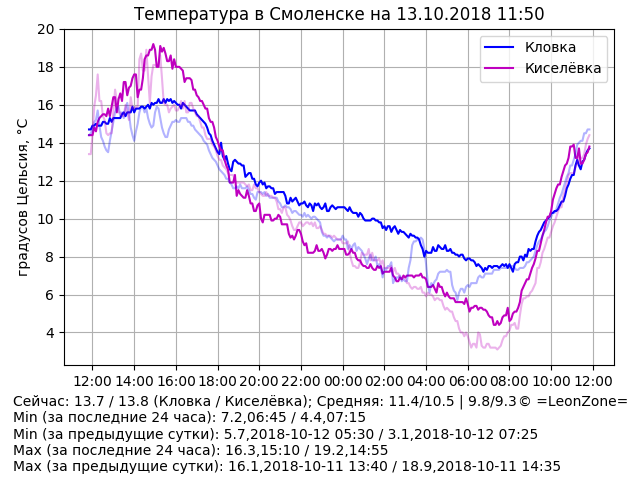 Температура в Смоленске на 13.10.2018 11:50
20
18
16
14
12
10
8
6
4
градусов Цельсия, °C
Кловка
Киселёвка
12:00 14:00 16:00 18:00 20:00 22:00 00:00 02:00 04:00 06:00 08:00 10:00 12:00
Сейчас: 13.7 / 13.8 (Кловка / Киселёвка); Средняя: 11.4/10.5 | 9.8/9.3© =LeonZone=
Min (за последние 24 часа): 7.2,06:45 / 4.4,07:15
Min (за предыдущие сутки): 5.7,2018-10-12 05:30 / 3.1,2018-10-12 07:25
Max (за последние 24 часа): 16.3,15:10 / 19.2,14:55
Max (за предыдущие сутки): 16.1,2018-10-11 13:40 / 18.9,2018-10-11 14:35